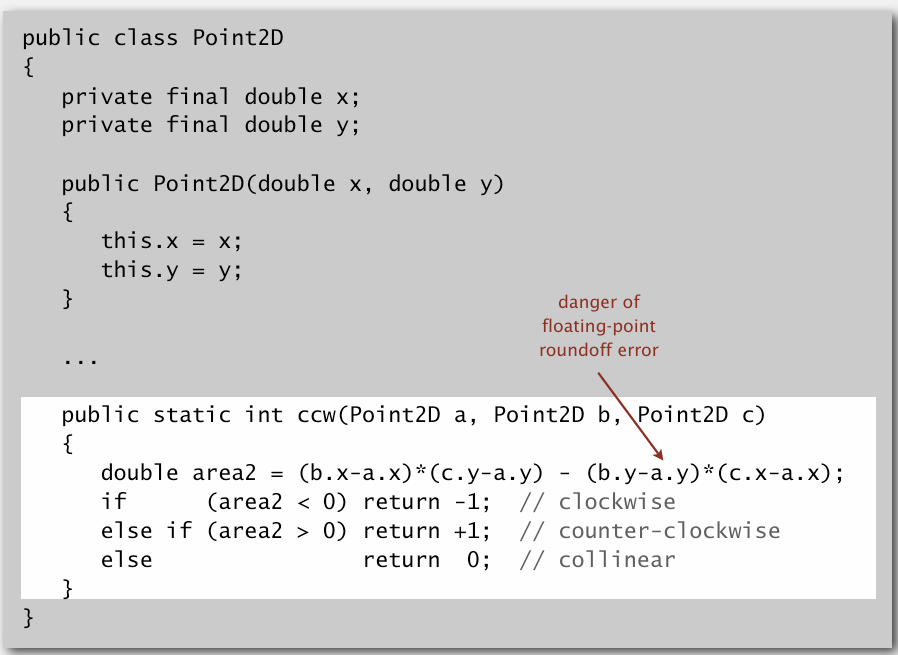 public class Point2D
{
   private final double x;
   private final double y;

   public Point2D(double x, double y)
   {
      this.x = x;
      this.y = y;
   }

   ...

danger of
floating-point
roundoff error

   public static int ccw(Point2D a, Point2D b, Point2D c)
   {
      double area2 = (b.x-a.x)*(c.y-a.y) - (b.y-a.y)*(c.x-a.x);
      if      (area2 < 0) return -1;  // clockwise
      else if (area2 > 0) return +1;  // counter-clockwise
      else                return  0;  // collinear
   }
}